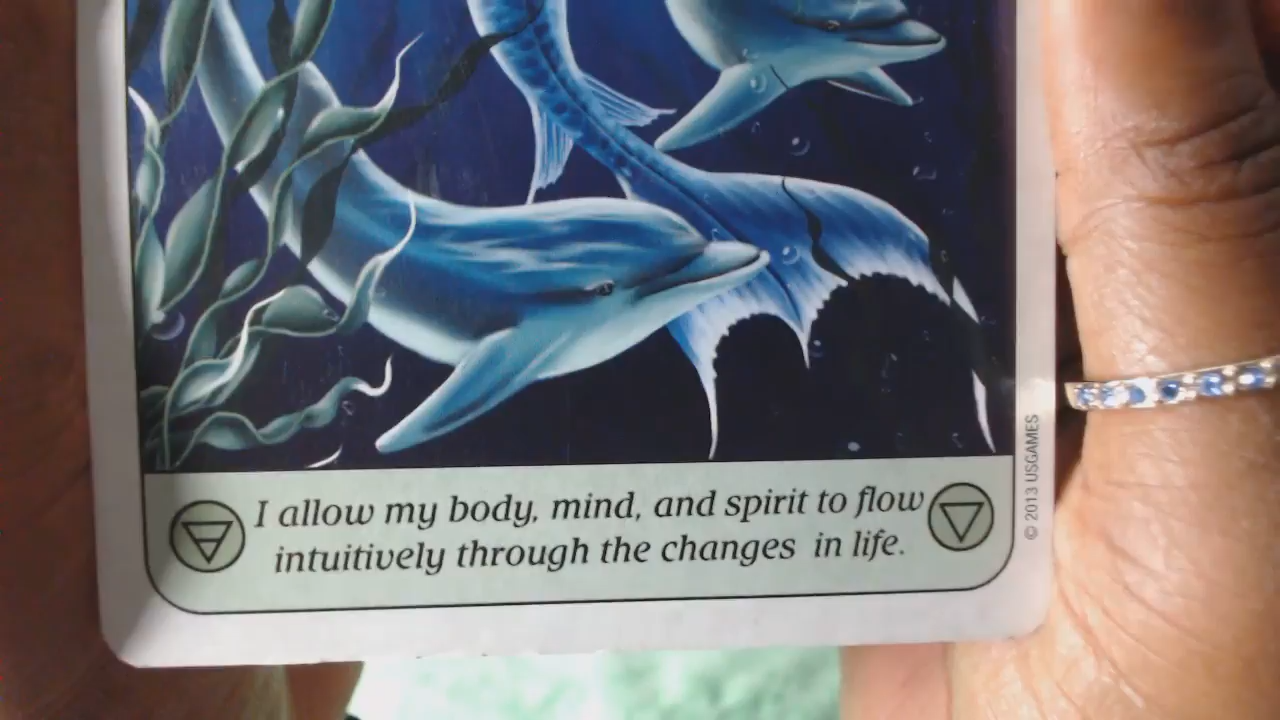 I allow my body, mind, and spirit to flow
intuitively through the changes in life.
© 2013 USGAMES